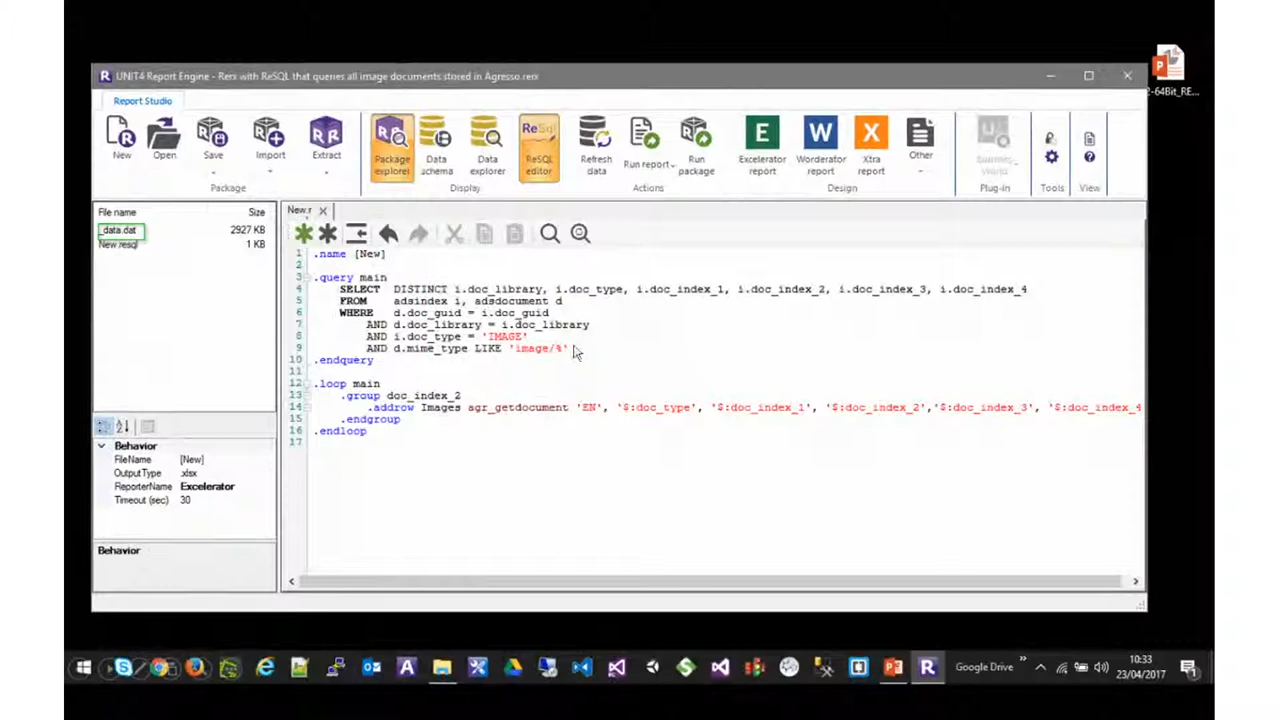 UNIT4 Report Engine - Rerx with ReSQL that queries all image documents stored in Agresso.rerx
Report Studio
New
Open
Save
Import
Extract
Package explorer
Data schema
Data explorer
ReSql
ReSQL editor
Refresh data
Run report
Run package
Excelerator report
Worderator report
Xtra report
Other
Package
Display
Actions
Design
Plug-in
Tools
View
2-64Bit_RE...
File name Size
_data.dat 2927 KB
New.resql 1 KB
New.r
1 .name [New]
2
3 .query main
4 SELECT DISTINCT i.doc_library, i.doc_type, i.doc_index_1, i.doc_index_2, i.doc_index_3, i.doc_index_4
5 FROM adsindex i, adsdocument d
6 WHERE d.doc_guid = i.doc_guid
7 AND d.doc_library = i.doc_library
8 AND i.doc_type = 'IMAGE'
9 AND d.mime_type LIKE 'image/%'
10 .endquery
11
12 .loop main
13 .group doc_index_2
14 .addrow Images agr_getdocument 'EN', '$:doc_type', '$:doc_index_1', '$:doc_index_2','$:doc_index_3', '$:doc_index_4
15 .endgroup
16 .endloop
17
Behavior
FileName [New]
OutputType .xlsx
ReporterName Excelerator
Timeout (sec) 30
Behavior
Google Drive
10:33
23/04/2017